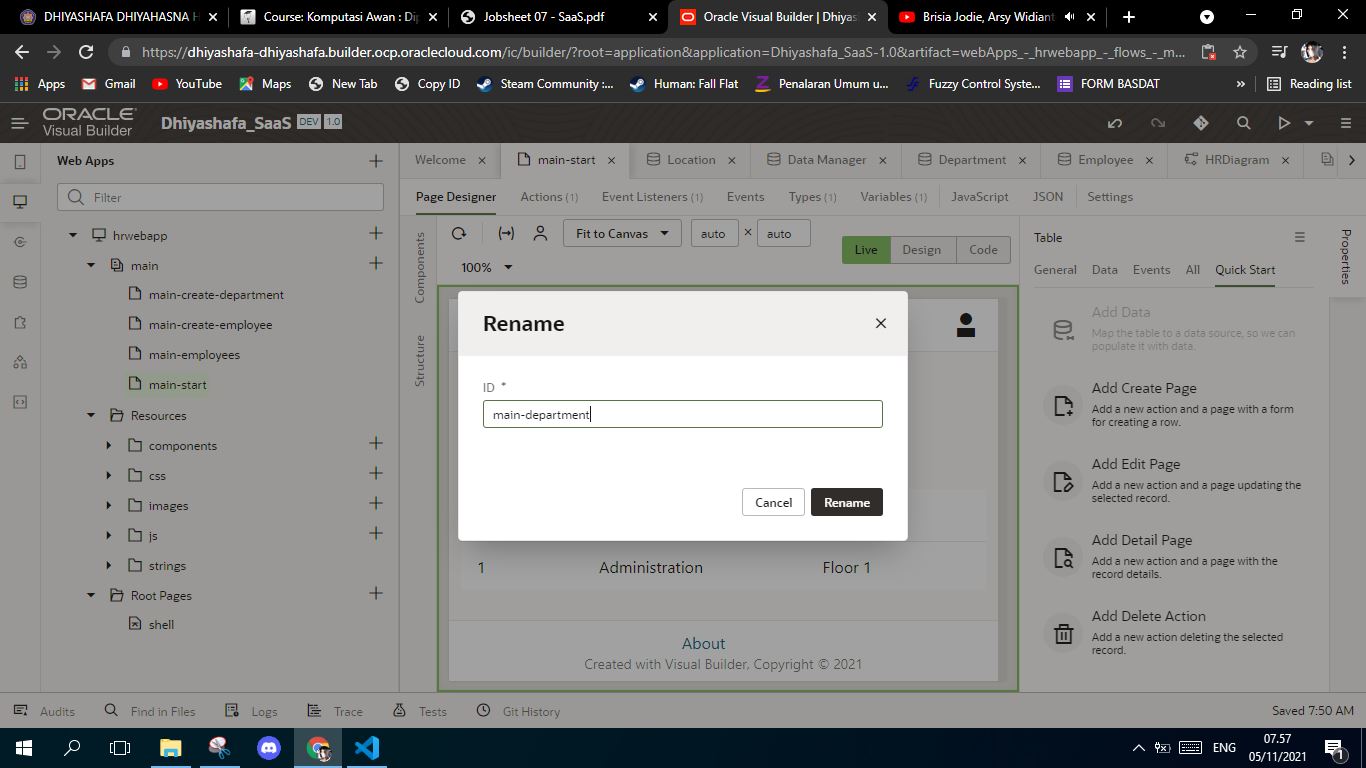 DHIYASHAFA DHIYAHASNA H
Course: Komputasi Awan : Dip
Jobsheet 07 - SaaS.pdf
Oracle Visual Builder | Dhiyash
Brisia Jodie, Arsy Widiant
https://dhiyashafa-dhiyashafa.builder.ocp.oraclecloud.com/ic/builder/?root=application&application=Dhiyashafa_SaaS-1.0&artifact=webApps_-_hrwebapp_-_flows_-_m...
Apps
Gmail
YouTube
Maps
New Tab
Copy ID
Steam Community :...
Human: Fall Flat
Penalaran Umum u...
Fuzzy Control Syste...
FORM BASDAT
»
Reading list
ORACLE
Visual Builder
Dhiyashafa_SaaS DEV 1.0
Web Apps
Welcome
main-start
Location
Data Manager
Department
Employee
HRDiagram
Filter
Page Designer
Actions (1)
Event Listeners (1)
Events
Types (1)
Variables (1)
JavaScript
JSON
Settings
hrwebapp
main
main-create-department
main-create-employee
main-employees
main-start
Resources
components
css
images
js
strings
Root Pages
shell
Components
Structure
Fit to Canvas
auto × auto
Live
Design
Code
100%
Rename
ID *
main-department
Cancel
Rename
1 Administration Floor 1
About
Created with Visual Builder, Copyright © 2021
Table
Properties
General
Data
Events
All
Quick Start
Add Data
Map the table to a data source, so we can
populate it with data.
Add Create Page
Add a new action and a page with a form
for creating a row.
Add Edit Page
Add a new action and a page updating the
selected record.
Add Detail Page
Add a new action and a page with the
record details.
Add Delete Action
Add a new action deleting the selected
record.
Audits
Find in Files
Logs
Trace
Tests
Git History
Saved 7:50 AM
ENG
07.57
05/11/2021
1